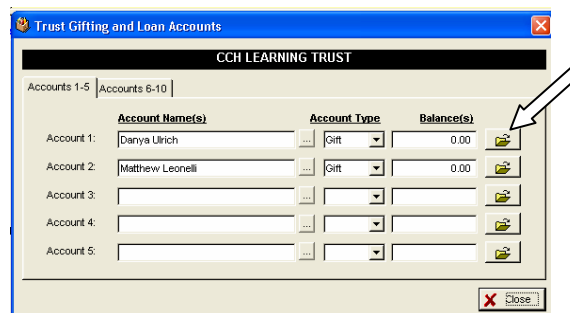 Trust Gifting and Loan Accounts
CCH LEARNING TRUST
Accounts 1-5 Accounts 6-10
Account Name(s) Account Type Balance(s)
Account 1: Danya Ulrich ... Gift 0.00
Account 2: Matthew Leonelli ... Gift 0.00
Account 3: ...
Account 4: ...
Account 5: ...
Close